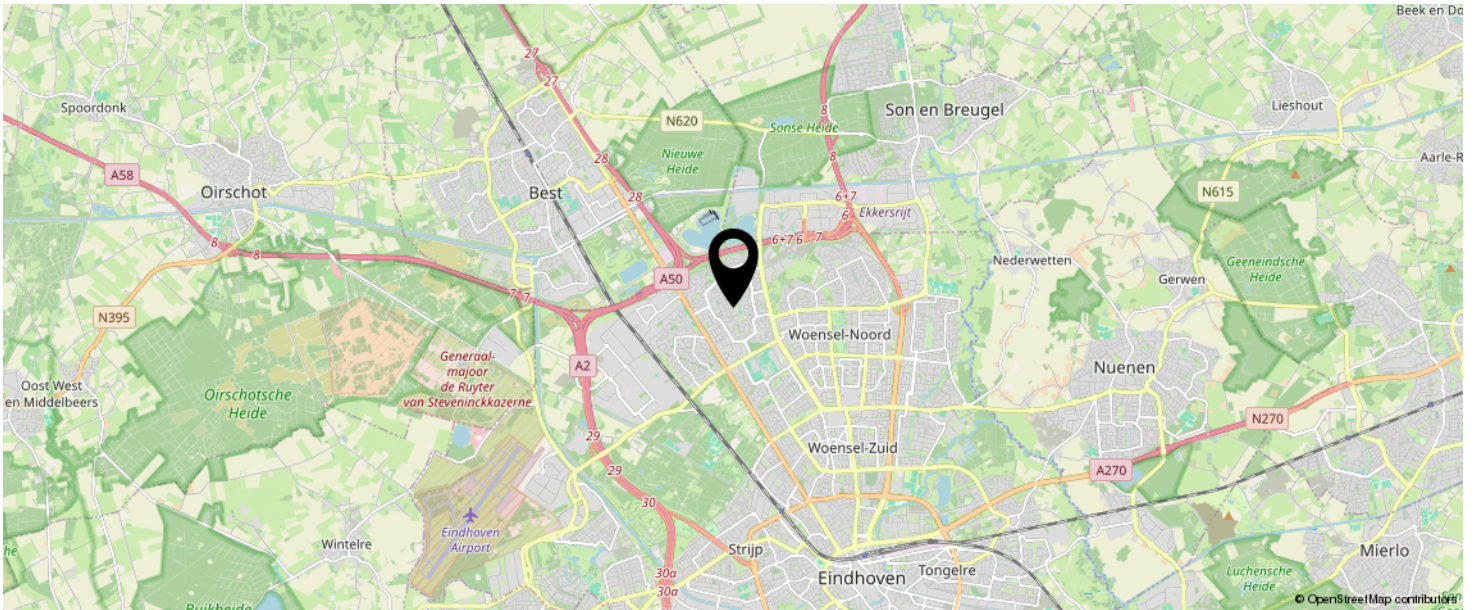 Beek en Do
27
27
Spoordonk
8
Son en Breugel
Lieshout
N620
Sonse Heide
Nieuwe
Heide
28
8
Aarle-R
A58
Oirschot
Best
28
N615
6+7
6
Ekkersrijt
8
8
6+7 6
7
Nederwetten
Geeneindsche
Heide
Gerwen
A50
7
7
N395
Woensel-Noord
Generaal-
majoor
de Ruyter
van Steveninckkazerne
A2
Nuenen
Oost West
en Middelbeers
Oirschotsche
Heide
N270
29
Woensel-Zuid
29
A270
30
Eindhoven
Airport
Wintelre
Strijp
Mierlo
30a
30a
Eindhoven
Tongelre
Luchensche
Heide
Buikheide
© OpenStreetMap contributors